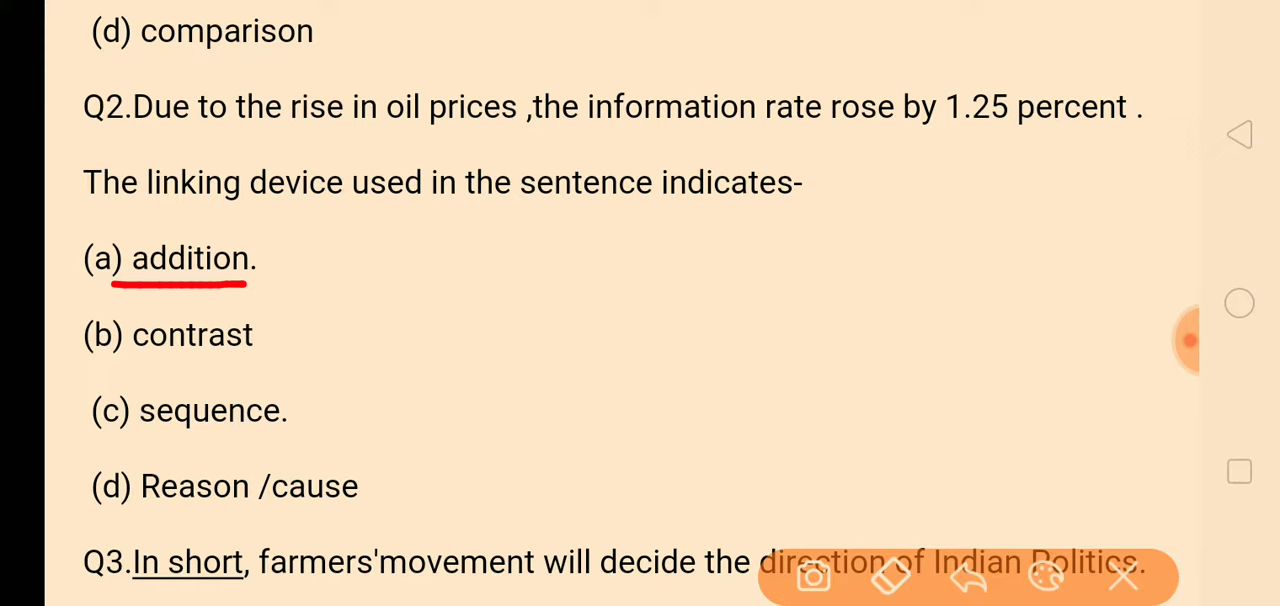 (d) comparison
Q2.Due to the rise in oil prices ,the information rate rose by 1.25 percent .
The linking device used in the sentence indicates-
(a) addition.
(b) contrast
(c) sequence.
(d) Reason /cause
Q3.In short, farmers'movement will decide the direction of Indian Politics.